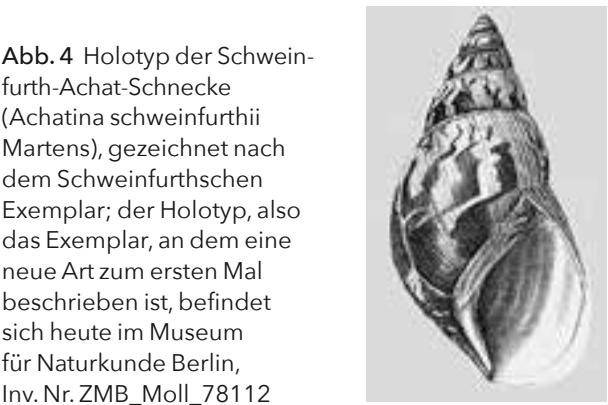 Abb. 4 Holotyp der Schwein-
furth-Achat-Schnecke
(Achatina schweinfurthii
Martens), gezeichnet nach
dem Schweinfurthschen
Exemplar; der Holotyp, also
das Exemplar, an dem eine
neue Art zum ersten Mal
beschrieben ist, befindet
sich heute im Museum
für Naturkunde Berlin,
Inv. Nr. ZMB_Moll_78112